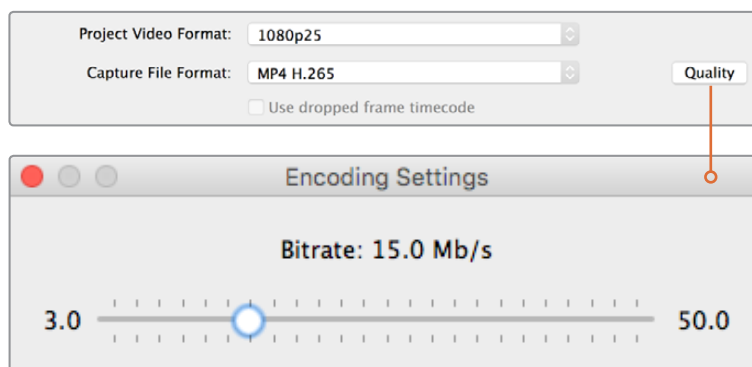 Project Video Format: 1080p25
Capture File Format: MP4 H.265 Quality
Use dropped frame timecode
Encoding Settings
Bitrate: 15.0 Mb/s
3.0 50.0